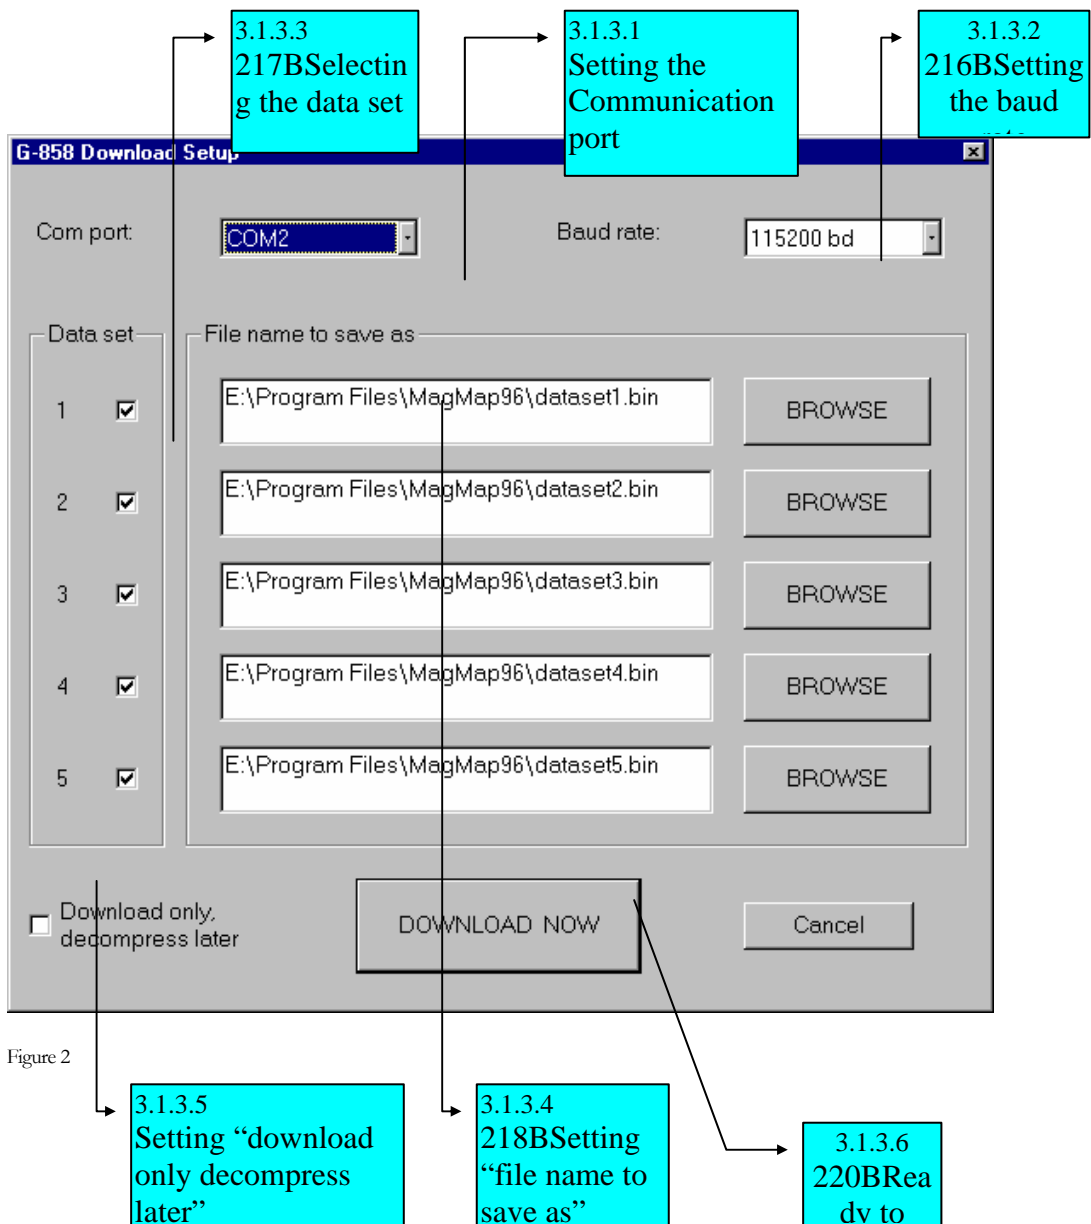 3.1.3.3
217BSelectin
g the data set
3.1.3.1
Setting the
Communication
port
3.1.3.2
216BSetting
the baud
G-858 Download Setup
Com port:
COM2
Baud rate:
115200 bd
Data set
File name to save as
1
E:\Program Files\MagMap96\dataset1.bin
BROWSE
2
E:\Program Files\MagMap96\dataset2.bin
BROWSE
3
E:\Program Files\MagMap96\dataset3.bin
BROWSE
4
E:\Program Files\MagMap96\dataset4.bin
BROWSE
5
E:\Program Files\MagMap96\dataset5.bin
BROWSE
Download only,
decompress later
DOWNLOAD NOW
Cancel
Figure 2
3.1.3.5
Setting “download
only decompress
later”
3.1.3.4
218BSetting
“file name to
save as”
3.1.3.6
220BRea
dy to